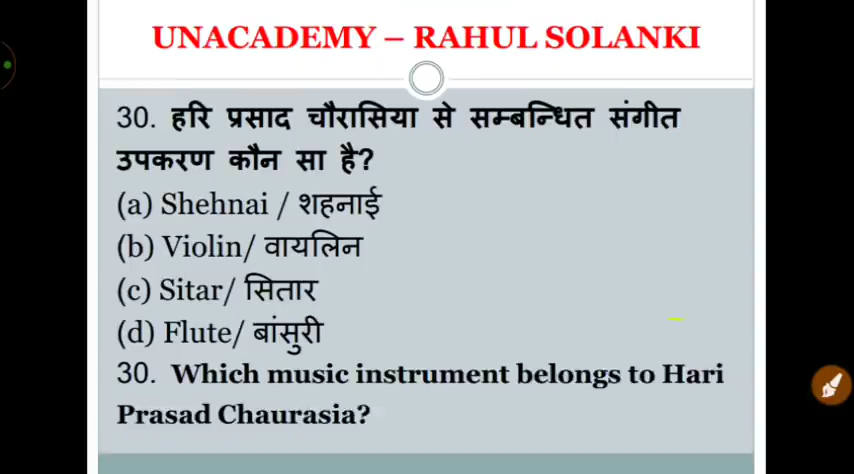 UNACADEMY – RAHUL SOLANKI
30. हरि प्रसाद चौरासिया से सम्बन्धित संगीत
उपकरण कौन सा है?
(a) Shehnai / शहनाई
(b) Violin/ वायलिन
(c) Sitar/ सितार
(d) Flute/ बांसुरी
30. Which music instrument belongs to Hari
Prasad Chaurasia?